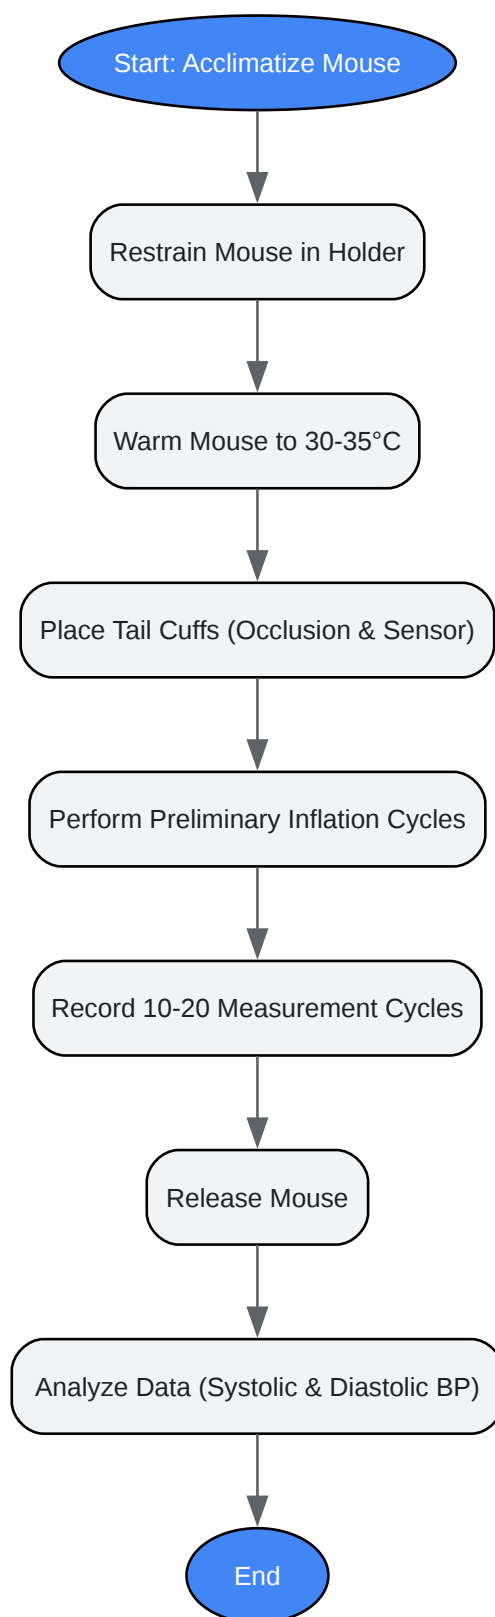 Start: Acclimatize Mouse
Restrain Mouse in Holder
Warm Mouse to 30-35°C
Place Tail Cuffs (Occlusion & Sensor)
Perform Preliminary Inflation Cycles
Record 10-20 Measurement Cycles
Release Mouse
Analyze Data (Systolic & Diastolic BP)
End